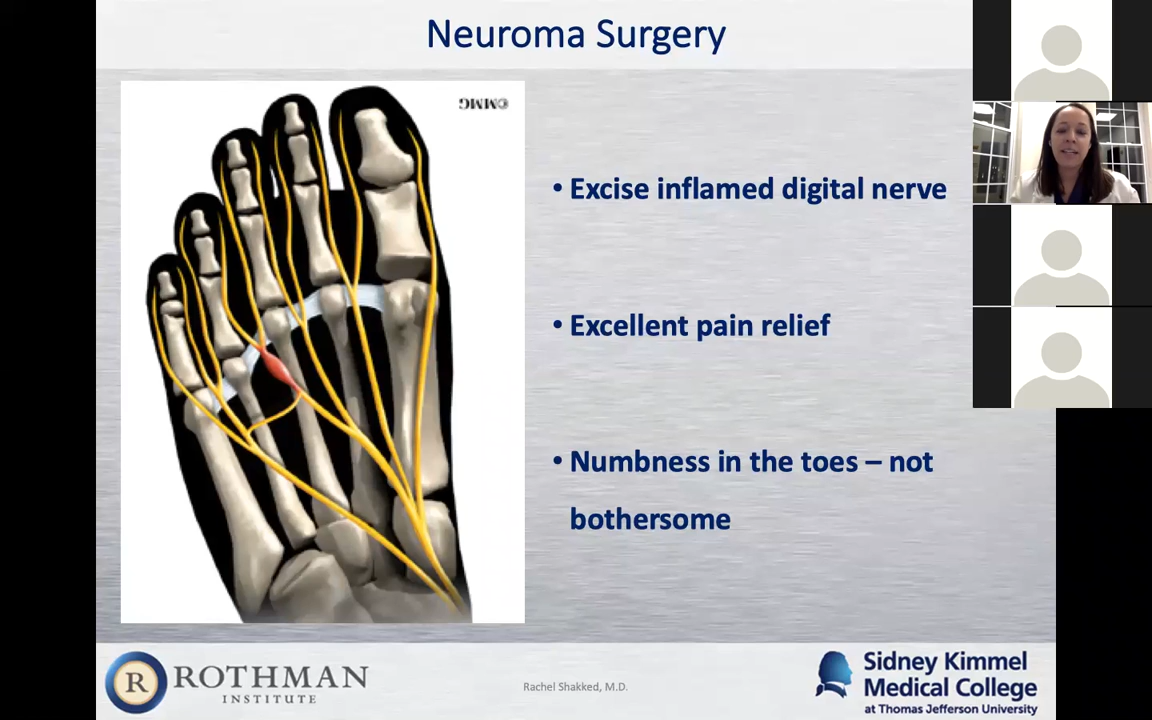 Neuroma Surgery
©MMG
• Excise inflamed digital nerve
• Excellent pain relief
• Numbness in the toes – not
bothersome
R ROTHMAN
INSTITUTE
Rachel Shakked, M.D.
Sidney Kimmel
Medical College
at Thomas Jefferson University